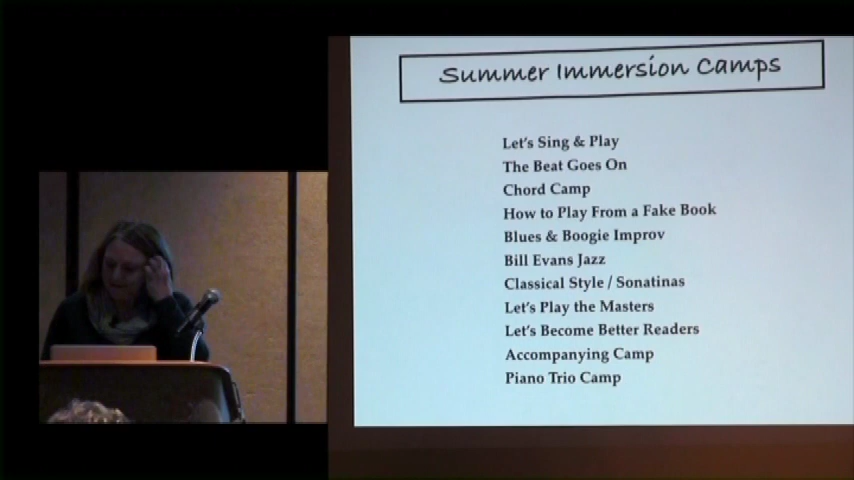 Summer Immersion Camps
Let's Sing & Play
The Beat Goes On
Chord Camp
How to Play From a Fake Book
Blues & Boogie Improv
Bill Evans Jazz
Classical Style / Sonatinas
Let's Play the Masters
Let's Become Better Readers
Accompanying Camp
Piano Trio Camp